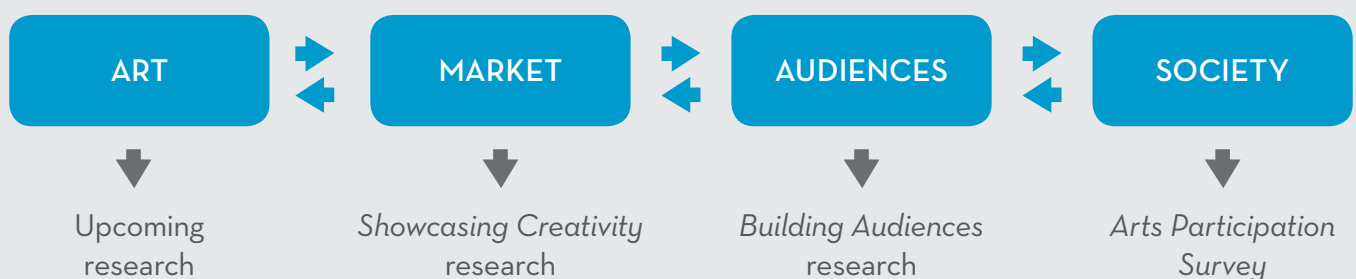 ART
MARKET
AUDIENCES
SOCIETY
Upcoming
research
Showcasing Creativity
research
Building Audiences
research
Arts Participation
Survey